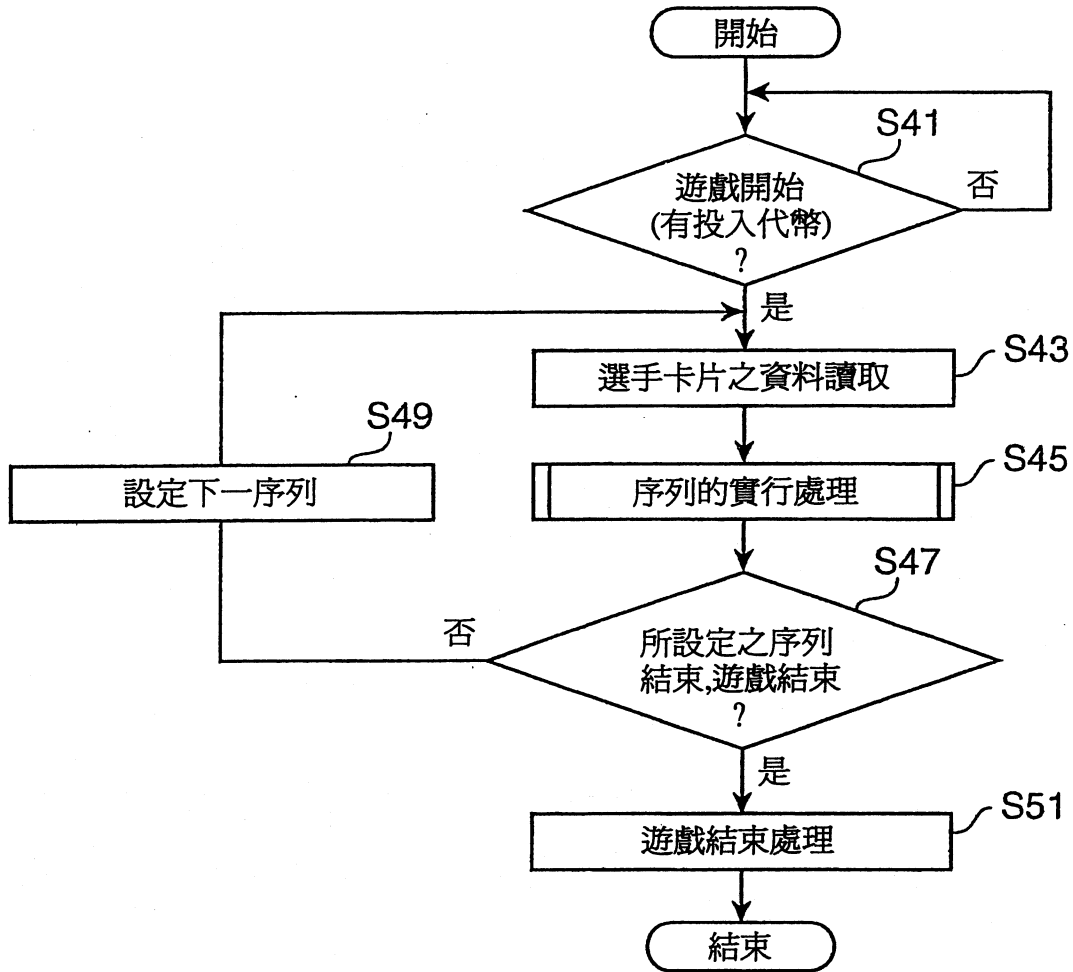 開始
S41
遊戲開始
(有投入代幣)
?
否
是
S43
選手卡片之資料讀取
S49
設定下一序列
S45
序列的實行處理
S47
所設定之序列
結束,遊戲結束
?
否
是
S51
遊戲結束處理
結束